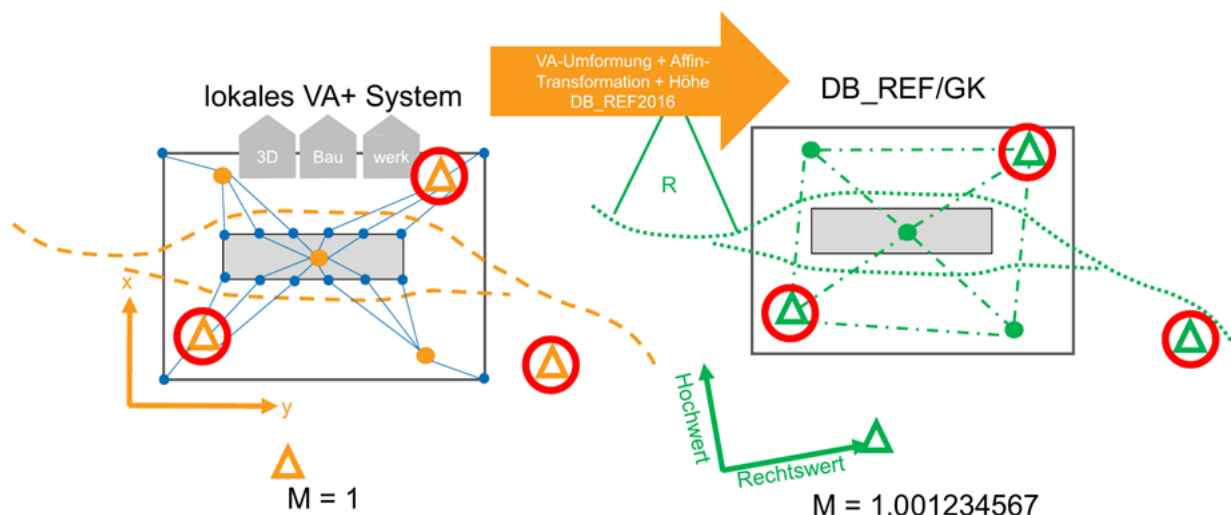 VA-Umformung + Affin-
Transformation + Höhe
DB_REF2016
lokales VA+ System
DB_REF/GK
3D
Bau
werk
R
x
y
Hochwert
Rechtswert
M = 1
M = 1.001234567